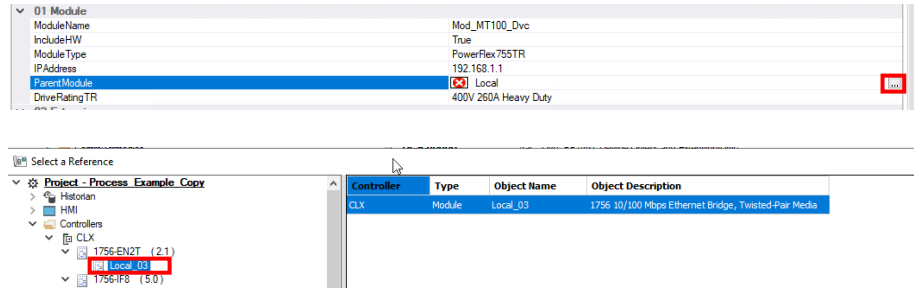 01 Module
ModuleName Mod_MT100_Dvc
IncludeHW True
ModuleType PowerFlex755TR
IPAddress 192.168.1.1
ParentModule Local ...
DriveRatingTR 400V 260A Heavy Duty
Select a Reference
Project - Process_Example_Copy
Controller Type Object Name Object Description
Historian
CLX Module Local_03 1756 10/100 Mbps Ethernet Bridge, Twisted-Pair Media
HMI
Controllers
CLX
1756-EN2T (2.1)
Local_03
1756-IF8 (5.0)